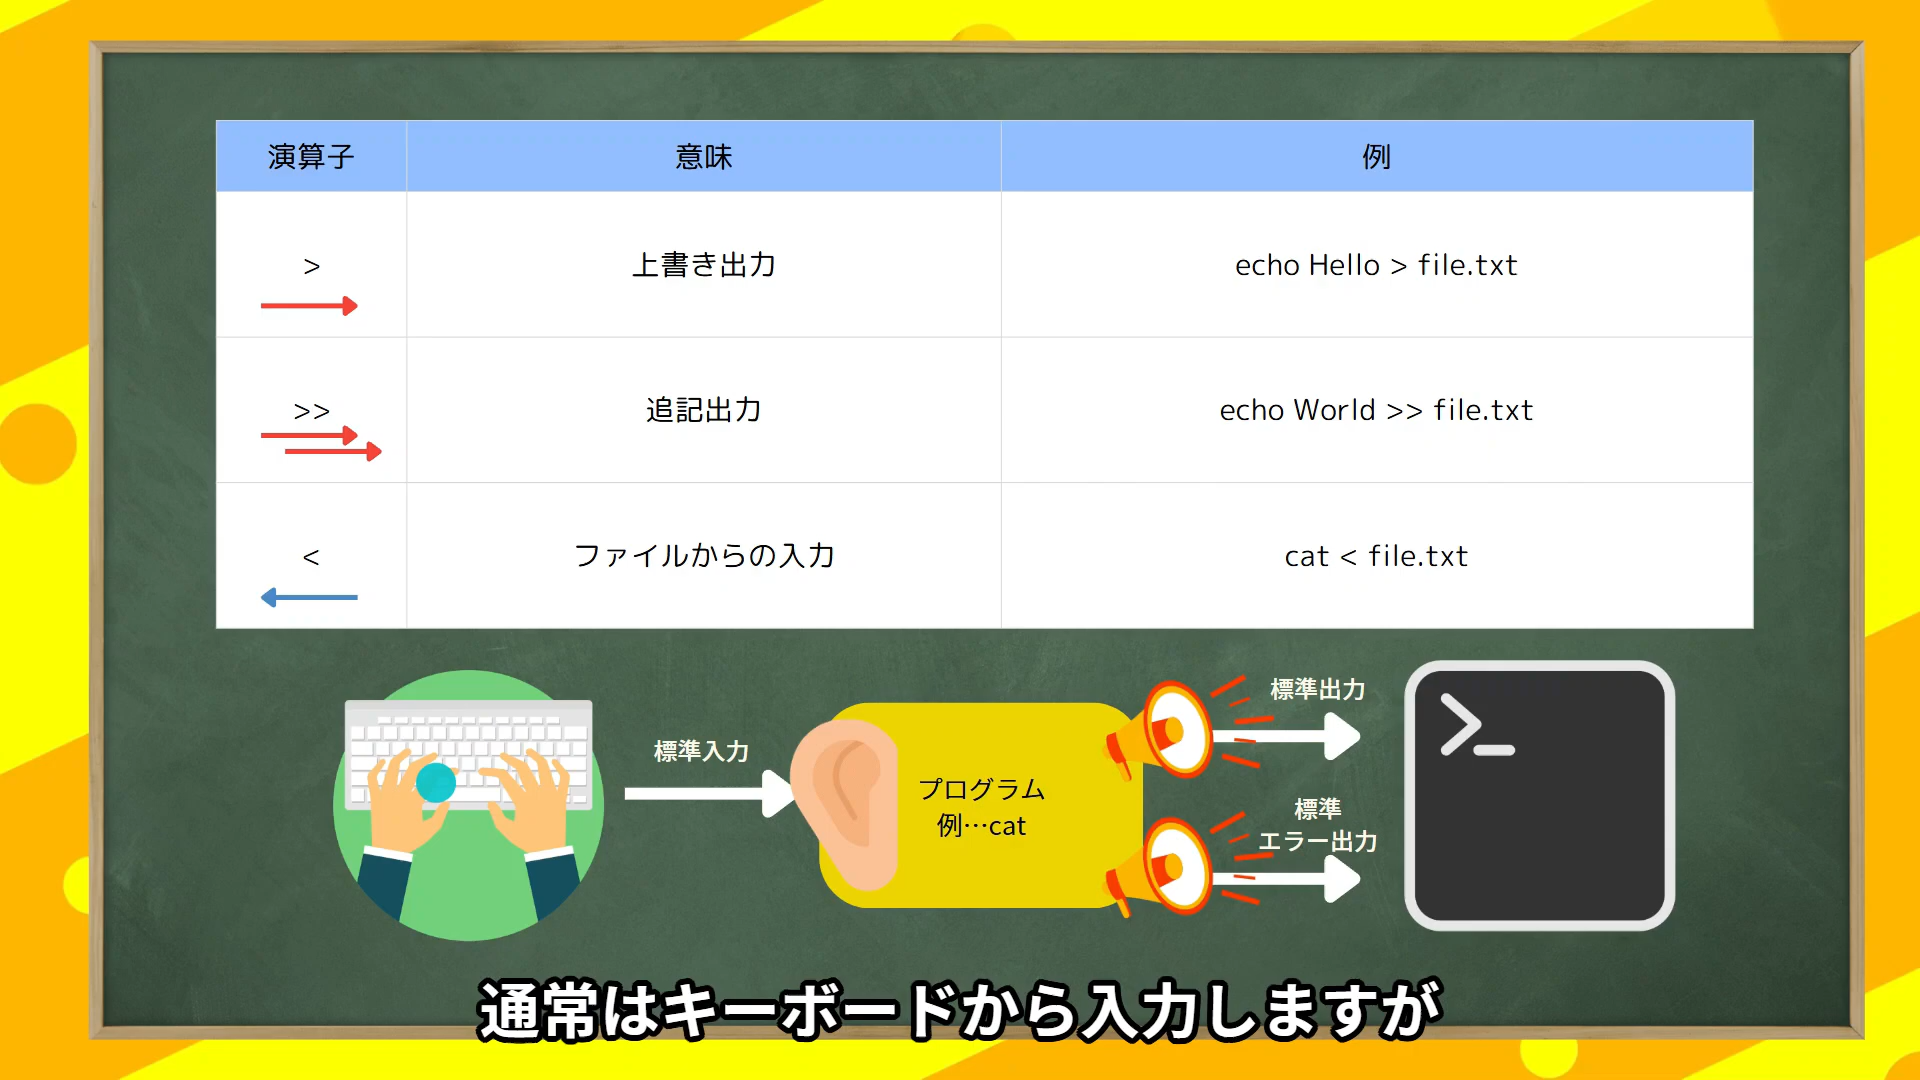 演算子 意味 例
> 上書き出力 echo Hello > file.txt
>> 追記出力 echo World >> file.txt
< ファイルからの入力 cat < file.txt
標準入力
プログラム
例…cat
標準出力
標準
エラー出力
通常はキーボードから入力しますが